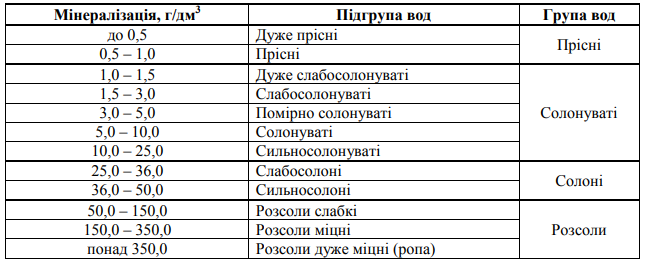 Мінералізація, г/дм³ Підгрупа вод Група вод
до 0,5 Дуже прісні
Прісні
0,5 – 1,0 Прісні
1,0 – 1,5 Дуже слабосолонуваті
1,5 – 3,0 Слабосолонуваті
3,0 – 5,0 Помірно солонуваті Солонуваті
5,0 – 10,0 Солонуваті
10,0 – 25,0 Сильносолонуваті
25,0 – 36,0 Слабосолоні
Солоні
36,0 – 50,0 Сильносолоні
50,0 – 150,0 Розсоли слабкі
150,0 – 350,0 Розсоли міцні Розсоли
понад 350,0 Розсоли дуже міцні (ропа)